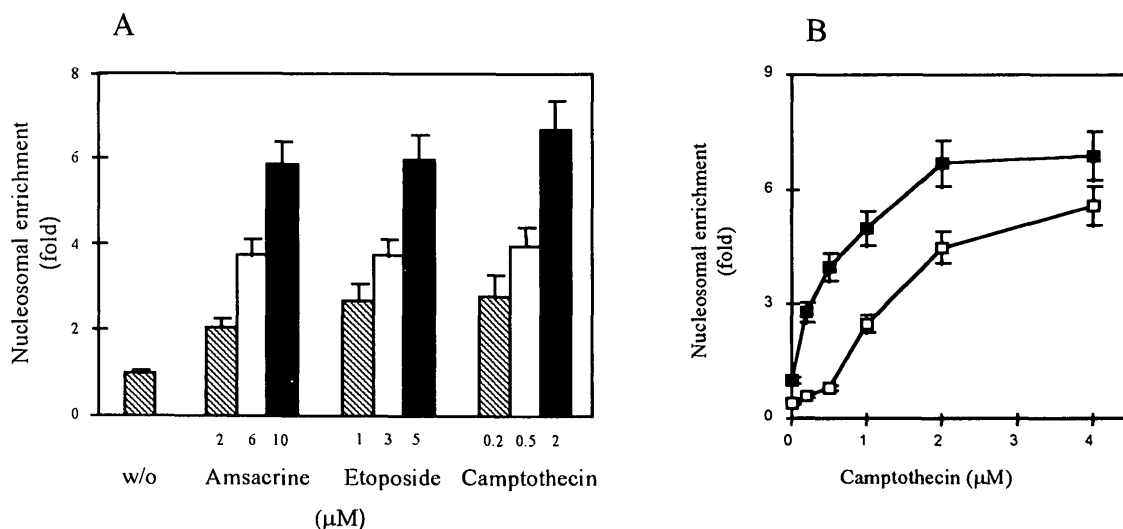 A
Nucleosomal enrichment
(fold)
8
6
4
2
0
2 6 10 1 3 5 0.2 0.5 2
w/o Amsacrine Etoposide Camptothecin
(μM)
B
Nucleosomal enrichment
(fold)
9
6
3
0
0 1 2 3 4
Camptothecin (μM)